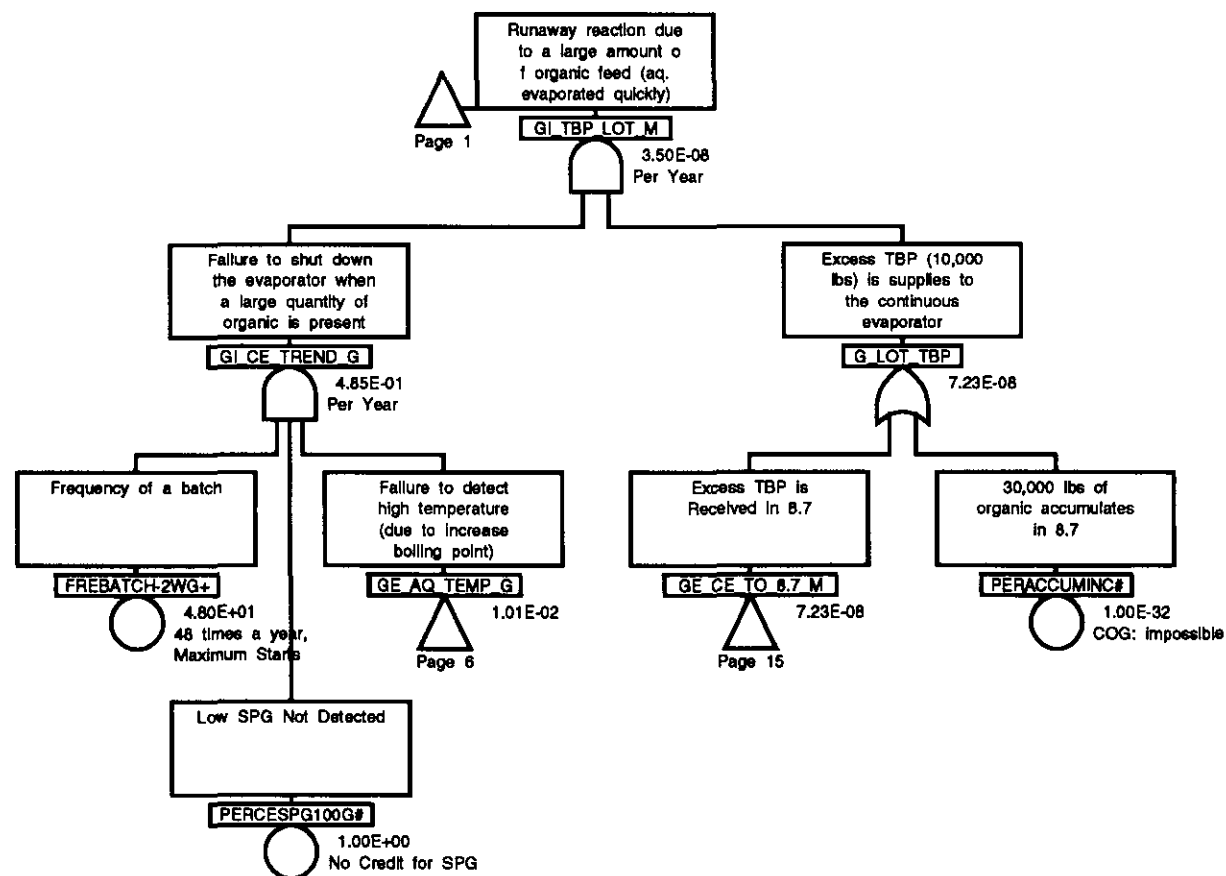 Runaway reaction due
to a large amount o
f organic feed (aq.
evaporated quickly)
Page 1
GI_TBP_LOT_M
3.50E-08
Per Year
Failure to shut down
the evaporator when
a large quantity of
organic is present
GI_CE_TREND_G
4.85E-01
Per Year
Excess TBP (10,000
lbs) is supplies to
the continuous
evaporator
G_LOT_TBP
7.23E-08
Frequency of a batch
FREBATCH-2WG+
4.80E+01
48 times a year,
Maximum Starts
Failure to detect
high temperature
(due to increase
boiling point)
GE_AQ_TEMP_G
1.01E-02
Page 6
Excess TBP is
Received in 8.7
GE_CE_TO_8.7_M
7.23E-08
Page 15
30,000 lbs of
organic accumulates
in 8.7
PERACCUMINC#
1.00E-32
COG: impossible
Low SPG Not Detected
PERCESPG100G#
1.00E+00
No Credit for SPG